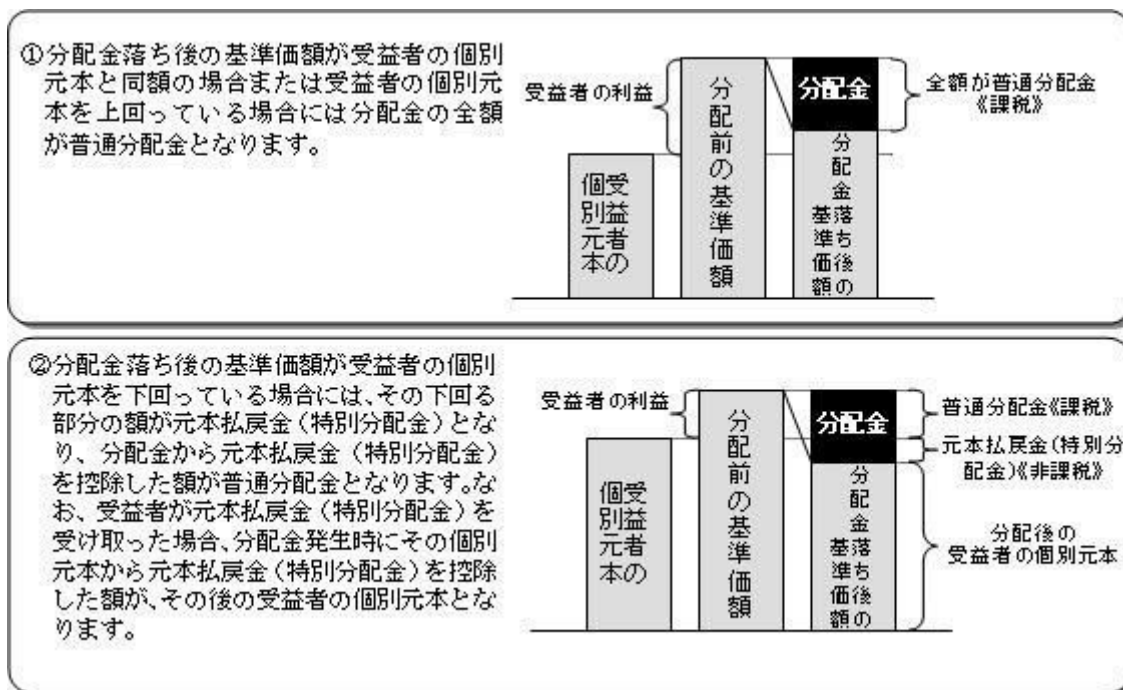 ①分配金落ち後の基準価額が受益者の個別
元本と同額の場合または受益者の個別元
本を上回っている場合には分配金の全額
が普通分配金となります。
受益者の利益
受益者の
個別元本
分配前の基準価額
分配金
分配金落ち後の
基準価額
全額が普通分配金
《課税》
②分配金落ち後の基準価額が受益者の個別
元本を下回っている場合には、その下回る
部分の額が元本払戻金（特別分配金）とな
り、分配金から元本払戻金（特別分配金）
を控除した額が普通分配金となります。な
お、受益者が元本払戻金（特別分配金）を
受け取った場合、分配金発生時にその個別
元本から元本払戻金（特別分配金）を控除
した額が、その後の受益者の個別元本とな
ります。
受益者の利益
受益者の
個別元本
分配前の基準価額
分配金
分配金落ち後の
基準価額
普通分配金《課税》
元本払戻金（特別分
配金）《非課税》
分配後の
受益者の個別元本